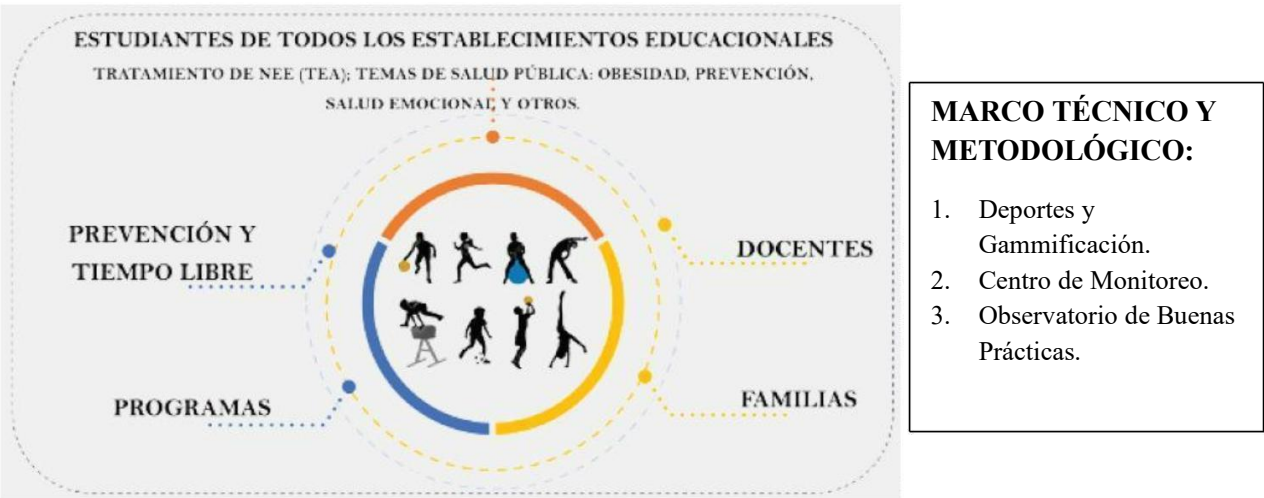 ESTUDIANTES DE TODOS LOS ESTABLECIMIENTOS EDUCACIONALES
TRATAMIENTO DE NEE (TEA); TEMAS DE SALUD PÚBLICA: OBESIDAD, PREVENCIÓN,
SALUD EMOCIONAL Y OTROS.
PREVENCIÓN Y
TIEMPO LIBRE
DOCENTES
PROGRAMAS
FAMILIAS
MARCO TÉCNICO Y
METODOLÓGICO:
1. Deportes y
Gammificación.
2. Centro de Monitoreo.
3. Observatorio de Buenas
Prácticas.